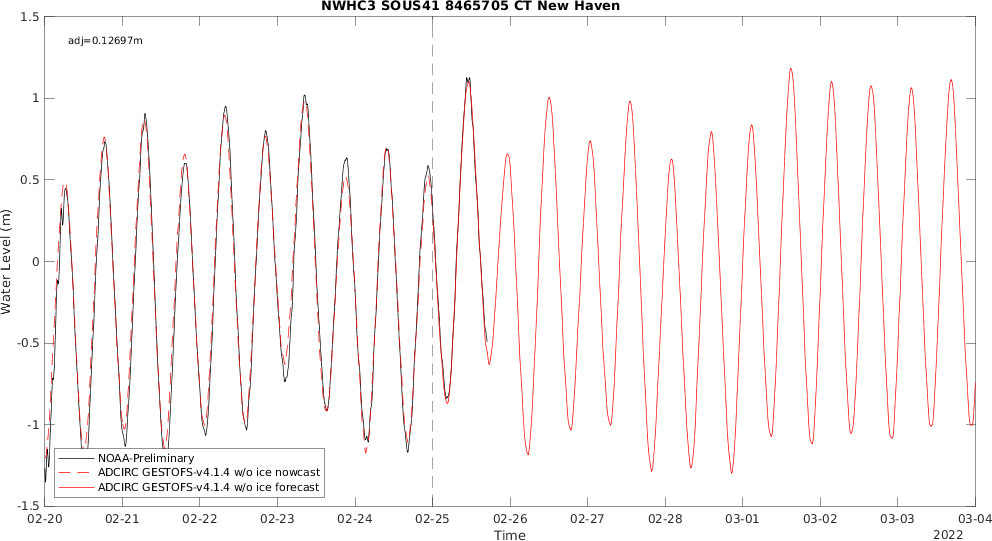 NWHC3 SOUS41 8465705 CT New Haven
1.5
adj=0.12697m
1
0.5
0
-0.5
-1
-1.5
Water Level (m)
NOAA-Preliminary
ADCIRC GESTOFS-v4.1.4 w/o ice nowcast
ADCIRC GESTOFS-v4.1.4 w/o ice forecast
02-20 02-21 02-22 02-23 02-24 02-25 02-26 02-27 02-28 03-01 03-02 03-03 03-04
Time
2022